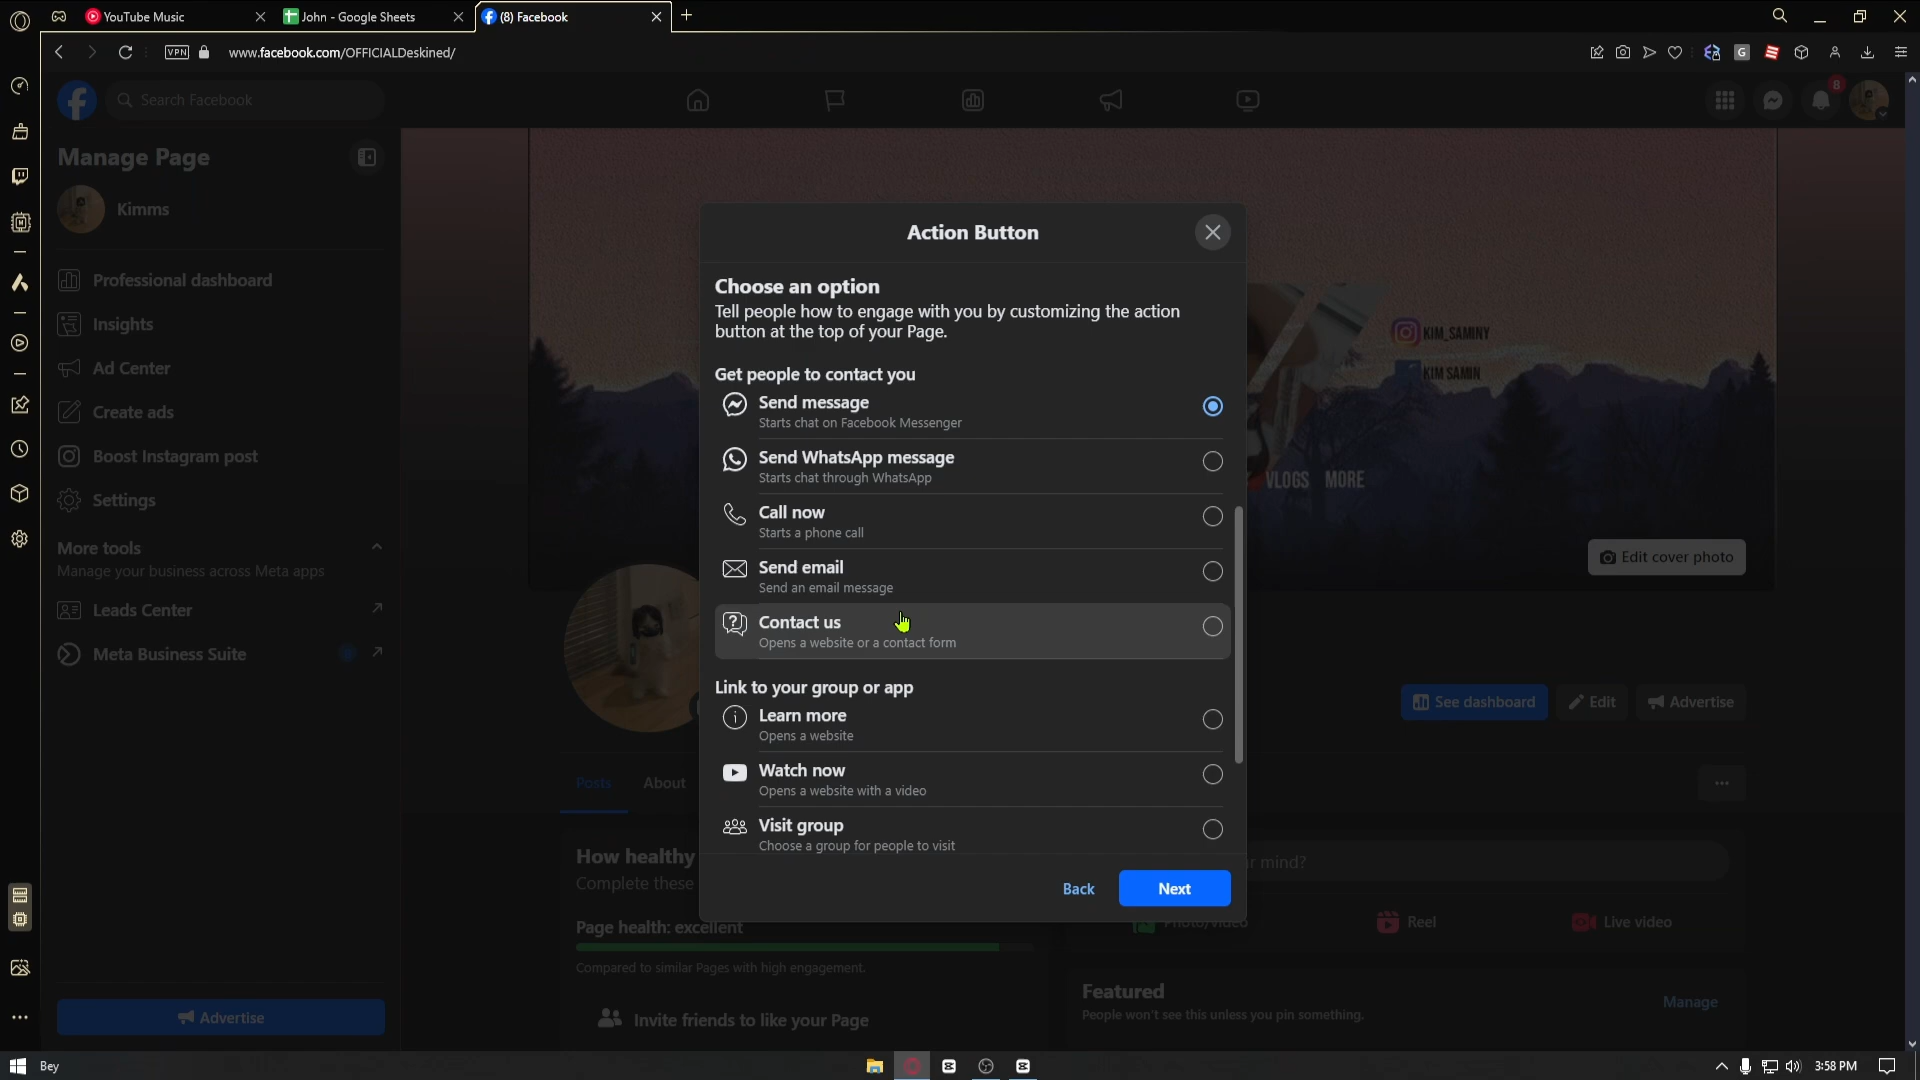 YouTube Music
John - Google Sheets
(8) Facebook
VPN
www.facebook.com/OFFICIALDeskined/
G
Search Facebook
8
Manage Page
Kimms
Professional dashboard
Insights
Ad Center
Create ads
Boost Instagram post
Settings
More tools
Manage your business across Meta apps
Leads Center
Meta Business Suite
Advertise
KIM_SAMINY
KIM SAMIN
VLOGS MORE
Edit cover photo
See dashboard
Edit
Advertise
Posts
About
Action Button
Choose an option
Tell people how to engage with you by customizing the action
button at the top of your Page.
Get people to contact you
Send message
Starts chat on Facebook Messenger
Send WhatsApp message
Starts chat through WhatsApp
Call now
Starts a phone call
Send email
Send an email message
Contact us
Opens a website or a contact form
Link to your group or app
Learn more
Opens a website
Watch now
Opens a website with a video
Visit group
Choose a group for people to visit
Back
Next
How healthy
Complete these
Page health: excellent
Compared to similar Pages with high engagement.
Invite friends to like your Page
mind?
Photo/video
Reel
Live video
Featured
Manage
People won't see this unless you pin something.
Bey
3:58 PM